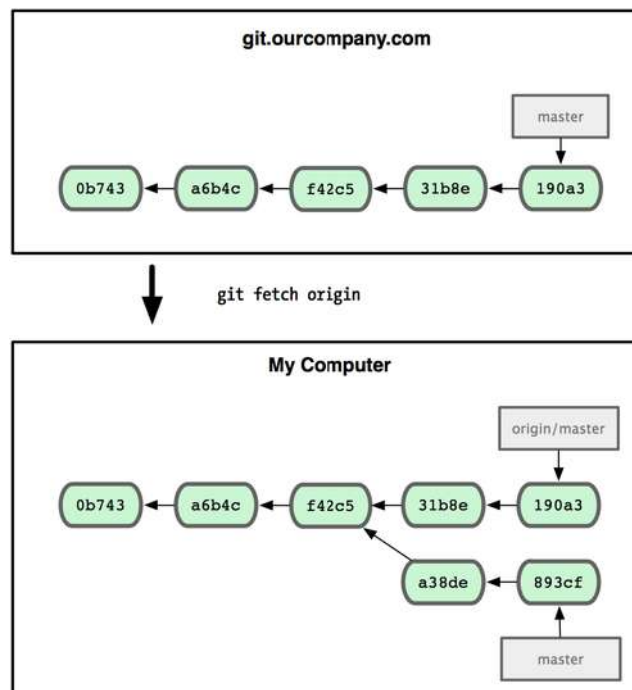 git.ourcompany.com
master
0b743 a6b4c f42c5 31b8e 190a3
git fetch origin
My Computer
origin/master
0b743 a6b4c f42c5 31b8e 190a3
a38de 893cf
master